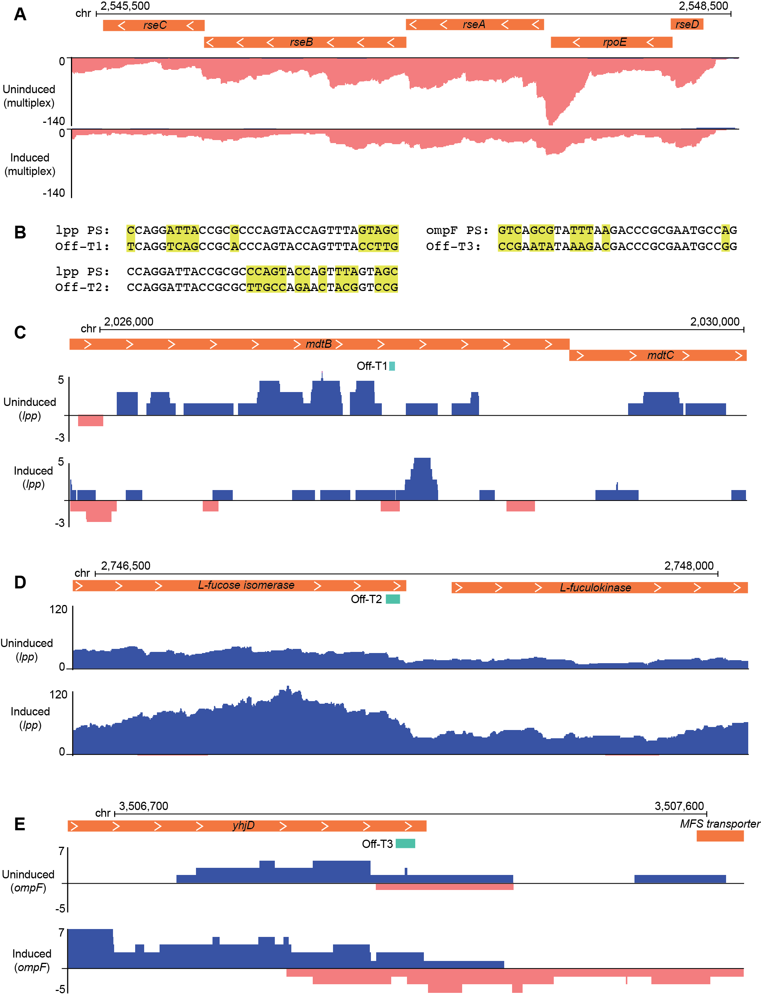 A
chr 2,545,500 2,548,500
rseC rseA rseD
rseB rpoE
0
Uninduced
(multiplex)
-140
0
Induced
(multiplex)
-140
B
lpp PS: CCAGGATTACCGCGCCCAGTACCAGTTTAGTAGC
Off-T1: TCAGGTCAGCCGCACCCAGTACCAGTTTACCTTG
ompF PS: GTCAGCGTATTTAAGACCCGCGAATGCCAG
Off-T3: CCGAATATAAAGACGACCCGCGAATGCCGG
lpp PS: CCAGGATTACCGCGCCCAGTACCAGTTTAGTAGC
Off-T2: CCAGGATTACCGCGCTTGCCAGAACTACGGTCCG
C
chr 2,026,000 2,030,000
mdtB
mdtC
Off-T1
5
Uninduced
(lpp)
-3
5
Induced
(lpp)
-3
D
chr 2,746,500 2,748,000
L-fucose isomerase L-fuculokinase
Off-T2
120
Uninduced
(lpp)
0
120
Induced
(lpp)
0
E
chr 3,506,700 3,507,600
yhjD MFS transporter
Off-T3
7
Uninduced
(ompF)
-5
7
Induced
(ompF)
-5